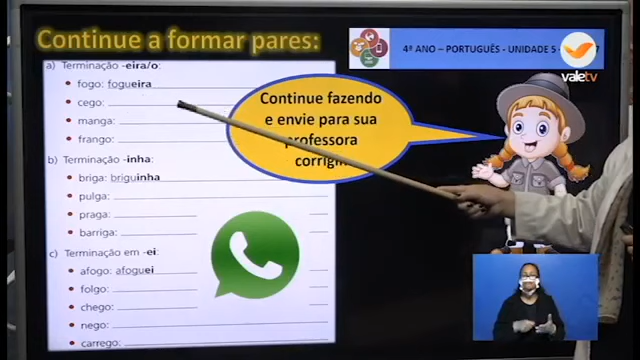 Continue a formar pares:
4º ANO – PORTUGUÊS - UNIDADE 5 - 7
valetv
a) Terminação -eira/o:
fogo: fogueira
cego:
manga:
frango:
b) Terminação -inha:
briga: briguinha
pulga:
praga:
barriga:
c) Terminação em -ei
afogo: afoguei
folgo:
chego:
nego:
carrego:
Continue fazendo
e envie para sua
professora
corrigi